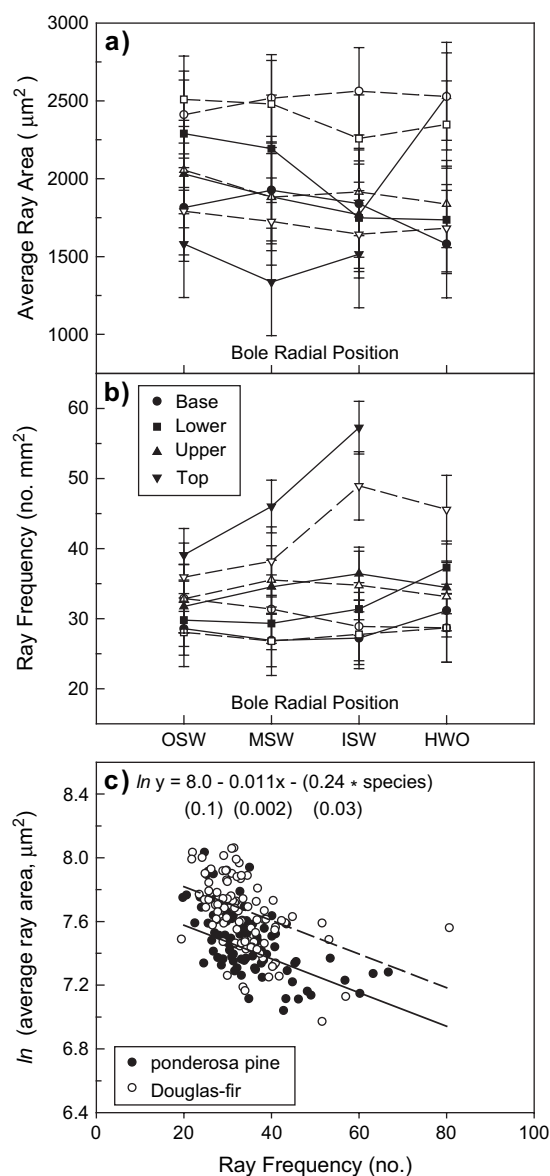 a)
3000
2500
2000
1500
1000
Average Ray Area ( μm²)
Bole Radial Position
b)
Base
Lower
Upper
Top
60
50
40
30
20
Ray Frequency (no. mm²)
Bole Radial Position
OSW MSW ISW HWO
c)
ln y = 8.0 - 0.011x - (0.24 * species)
(0.1) (0.002) (0.03)
8.4
8.0
7.6
7.2
6.8
6.4
ln (average ray area, μm²)
ponderosa pine
Douglas-fir
0 20 40 60 80 100
Ray Frequency (no.)